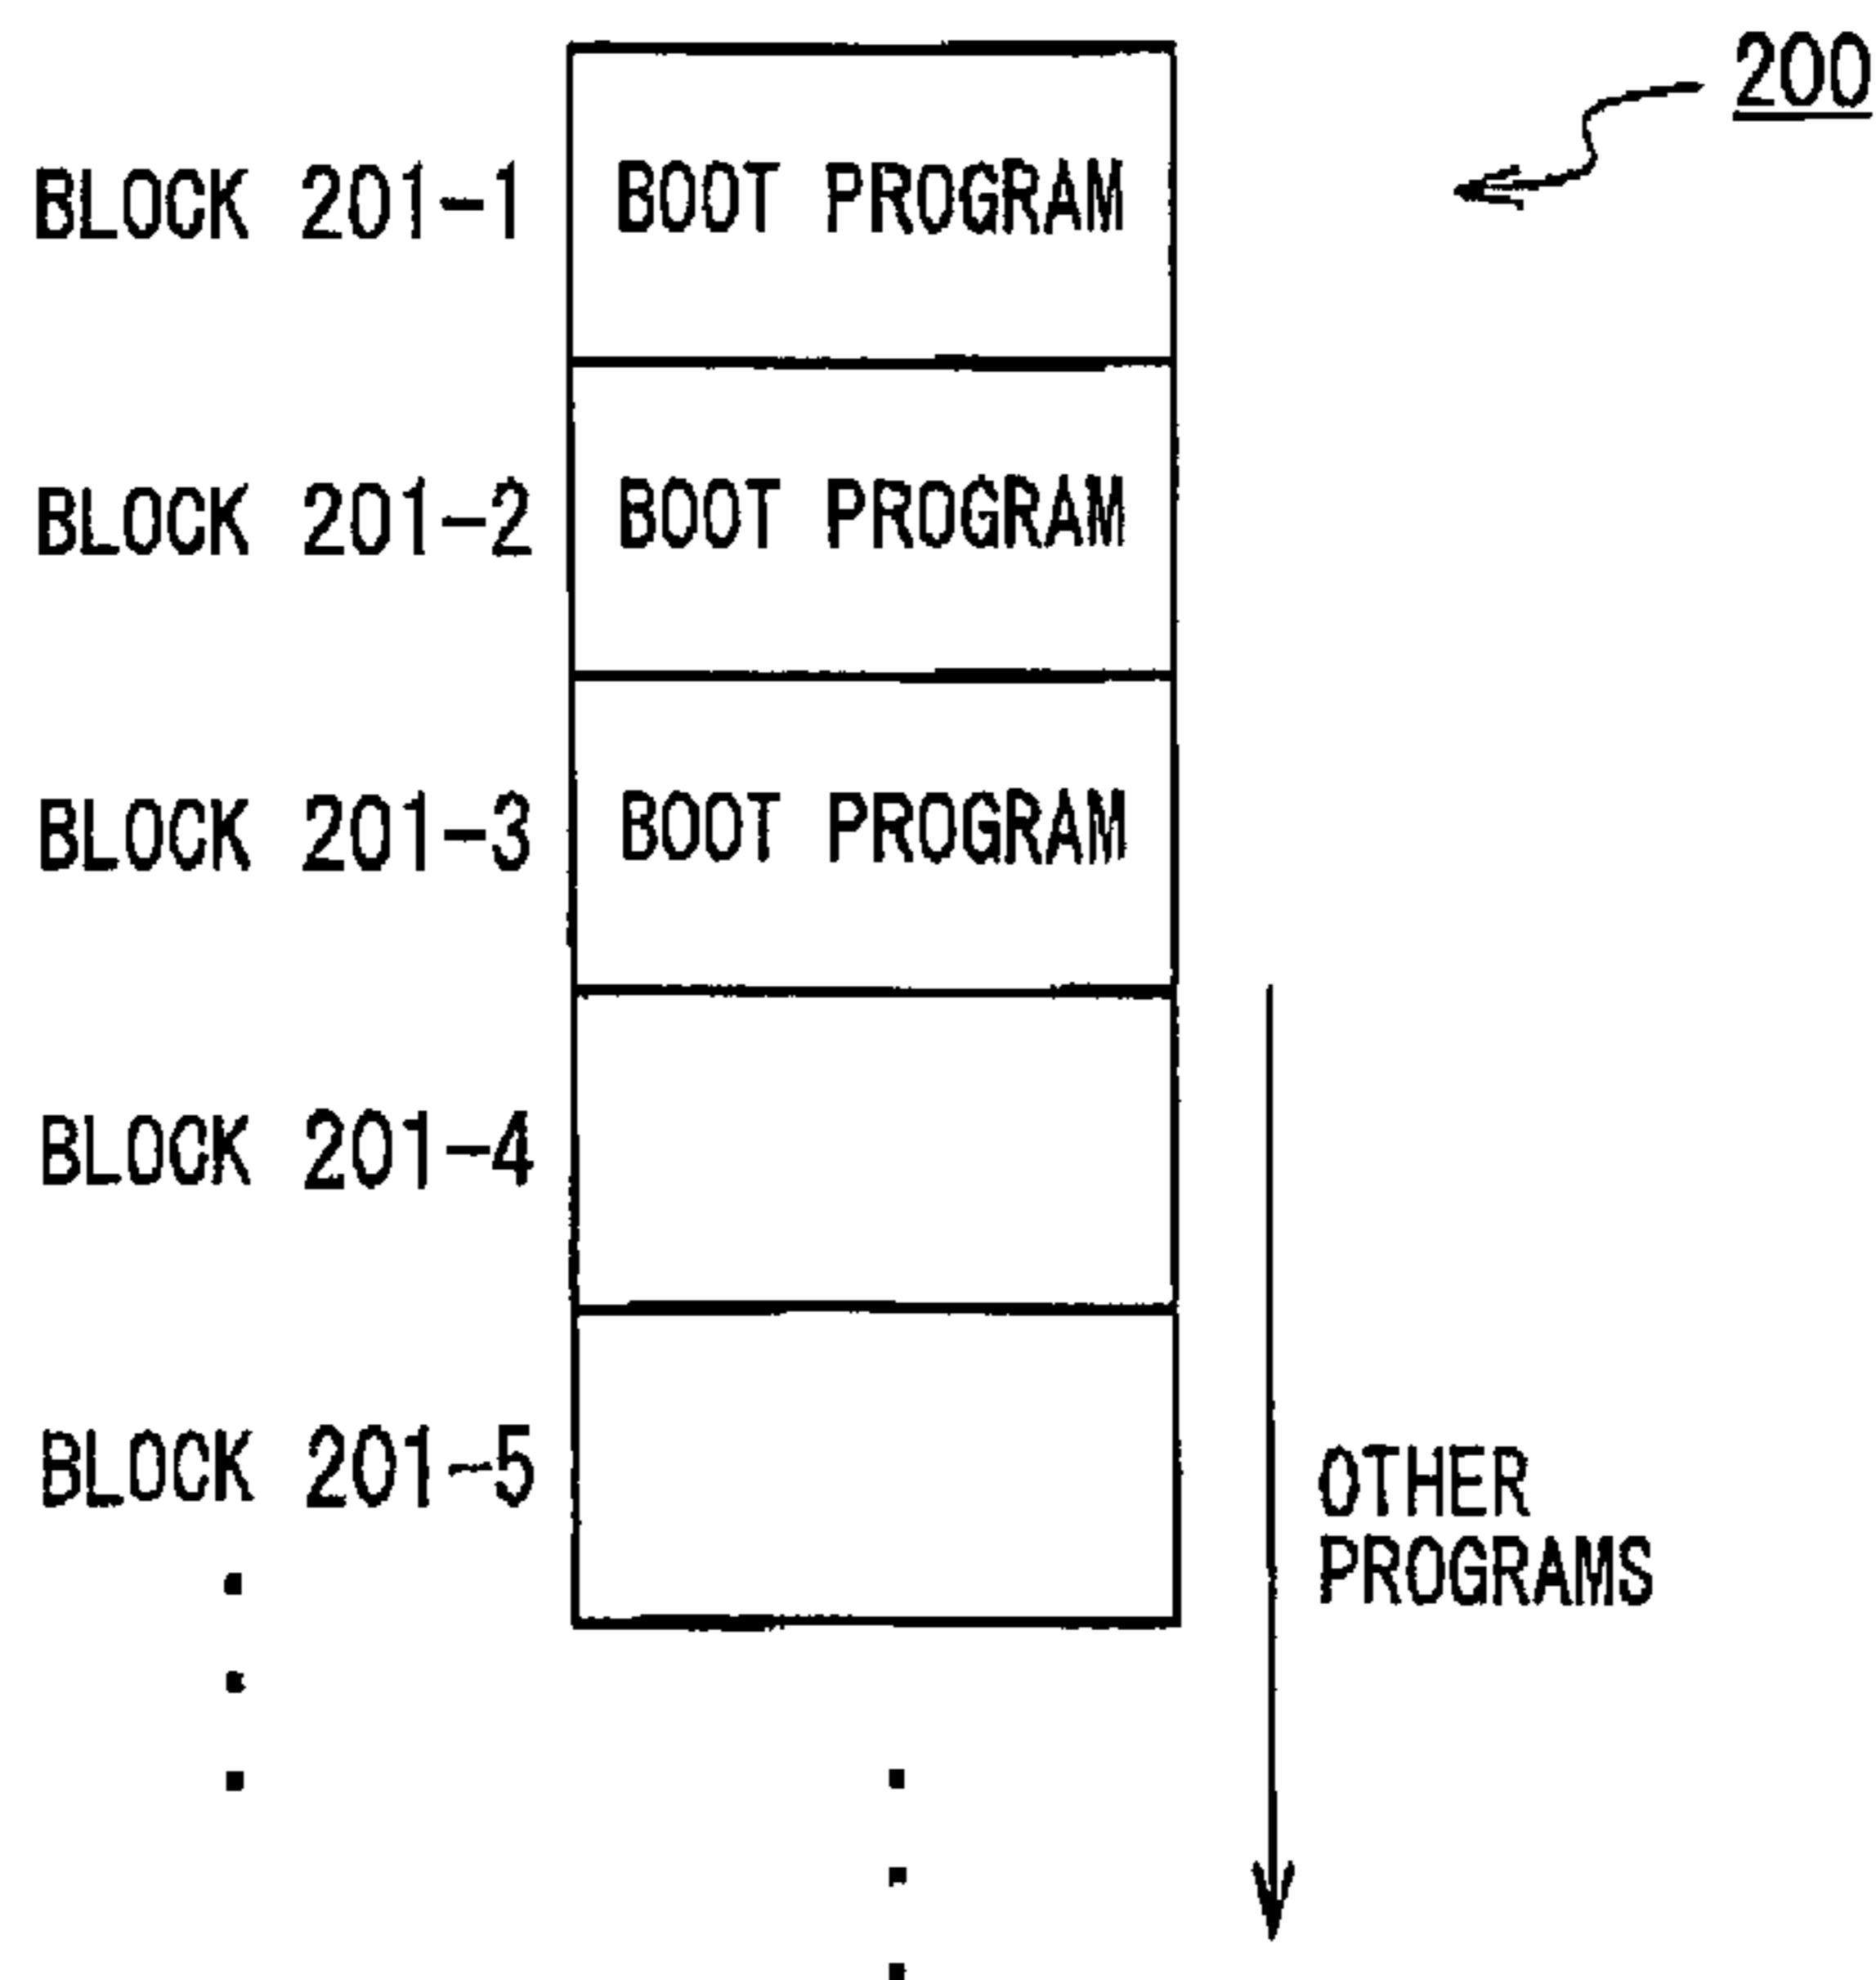 200
BLOCK 201-1 BOOT PROGRAM
BLOCK 201-2 BOOT PROGRAM
BLOCK 201-3 BOOT PROGRAM
BLOCK 201-4
BLOCK 201-5
OTHER
PROGRAMS